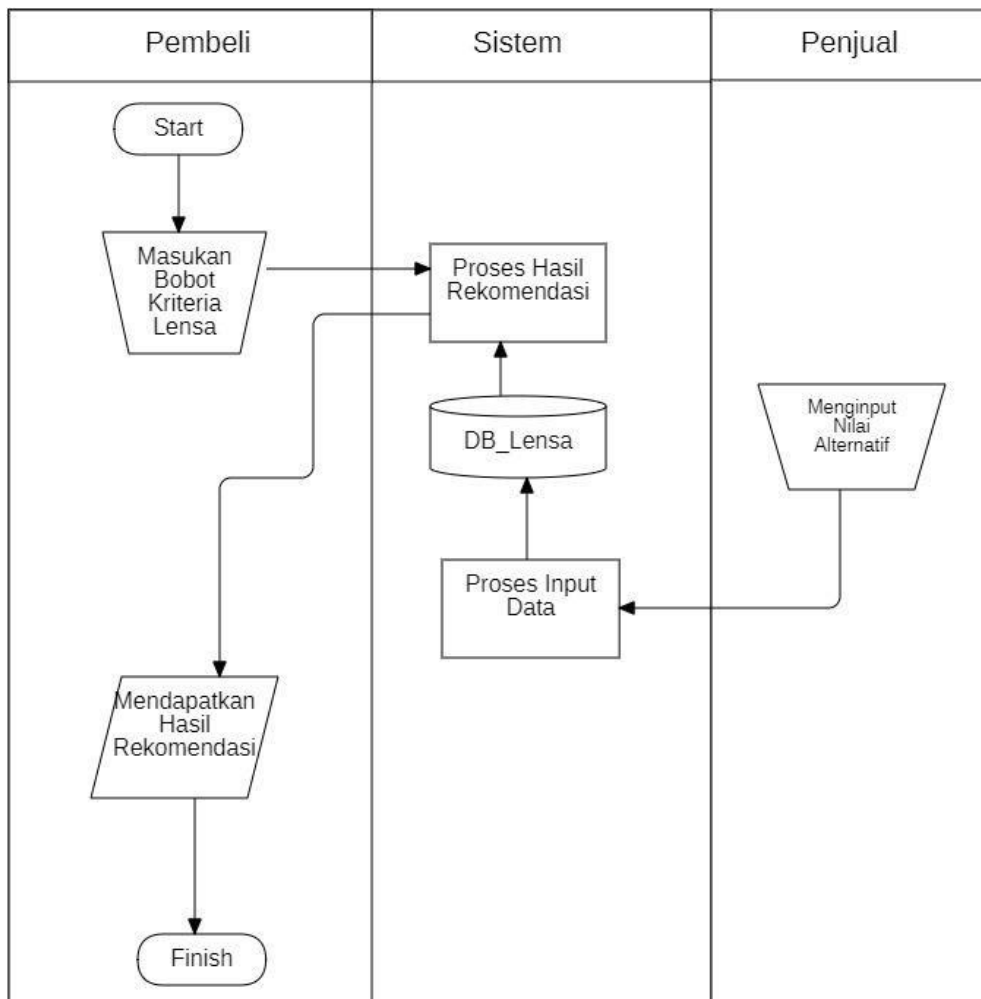 Pembeli
Sistem
Penjual
Start
Masukan
Bobot
Kriteria
Lensa
Proses Hasil
Rekomendasi
DB_Lensa
Menginput
Nilai
Alternatif
Proses Input
Data
Mendapatkan
Hasil
Rekomendasi
Finish